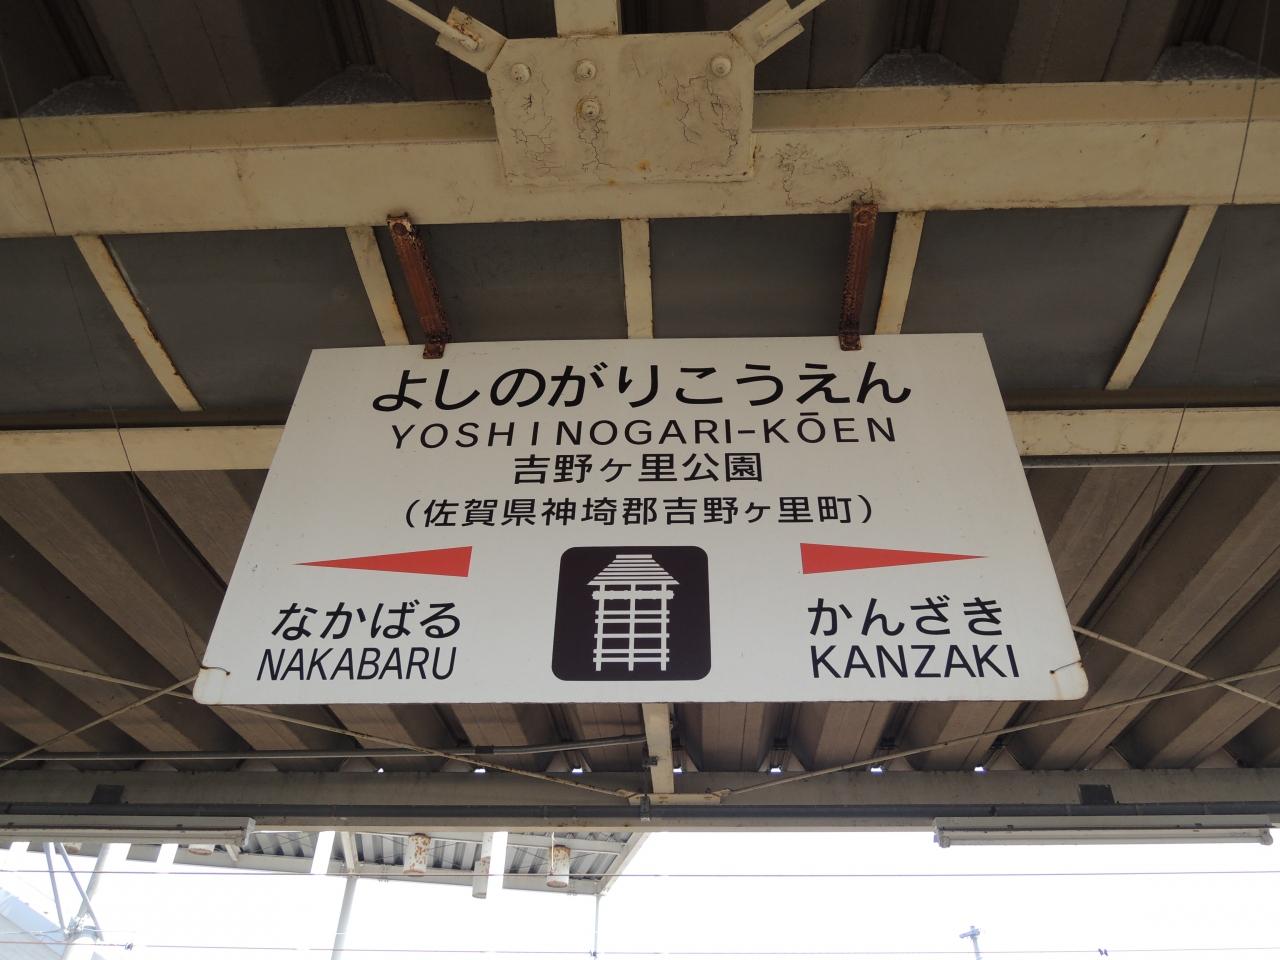 よしのがりこうえん
YOSHINOGARI-KŌEN
吉野ヶ里公園
(佐賀県神埼郡吉野ヶ里町)
なかばる
NAKABARU
かんざき
KANZAKI